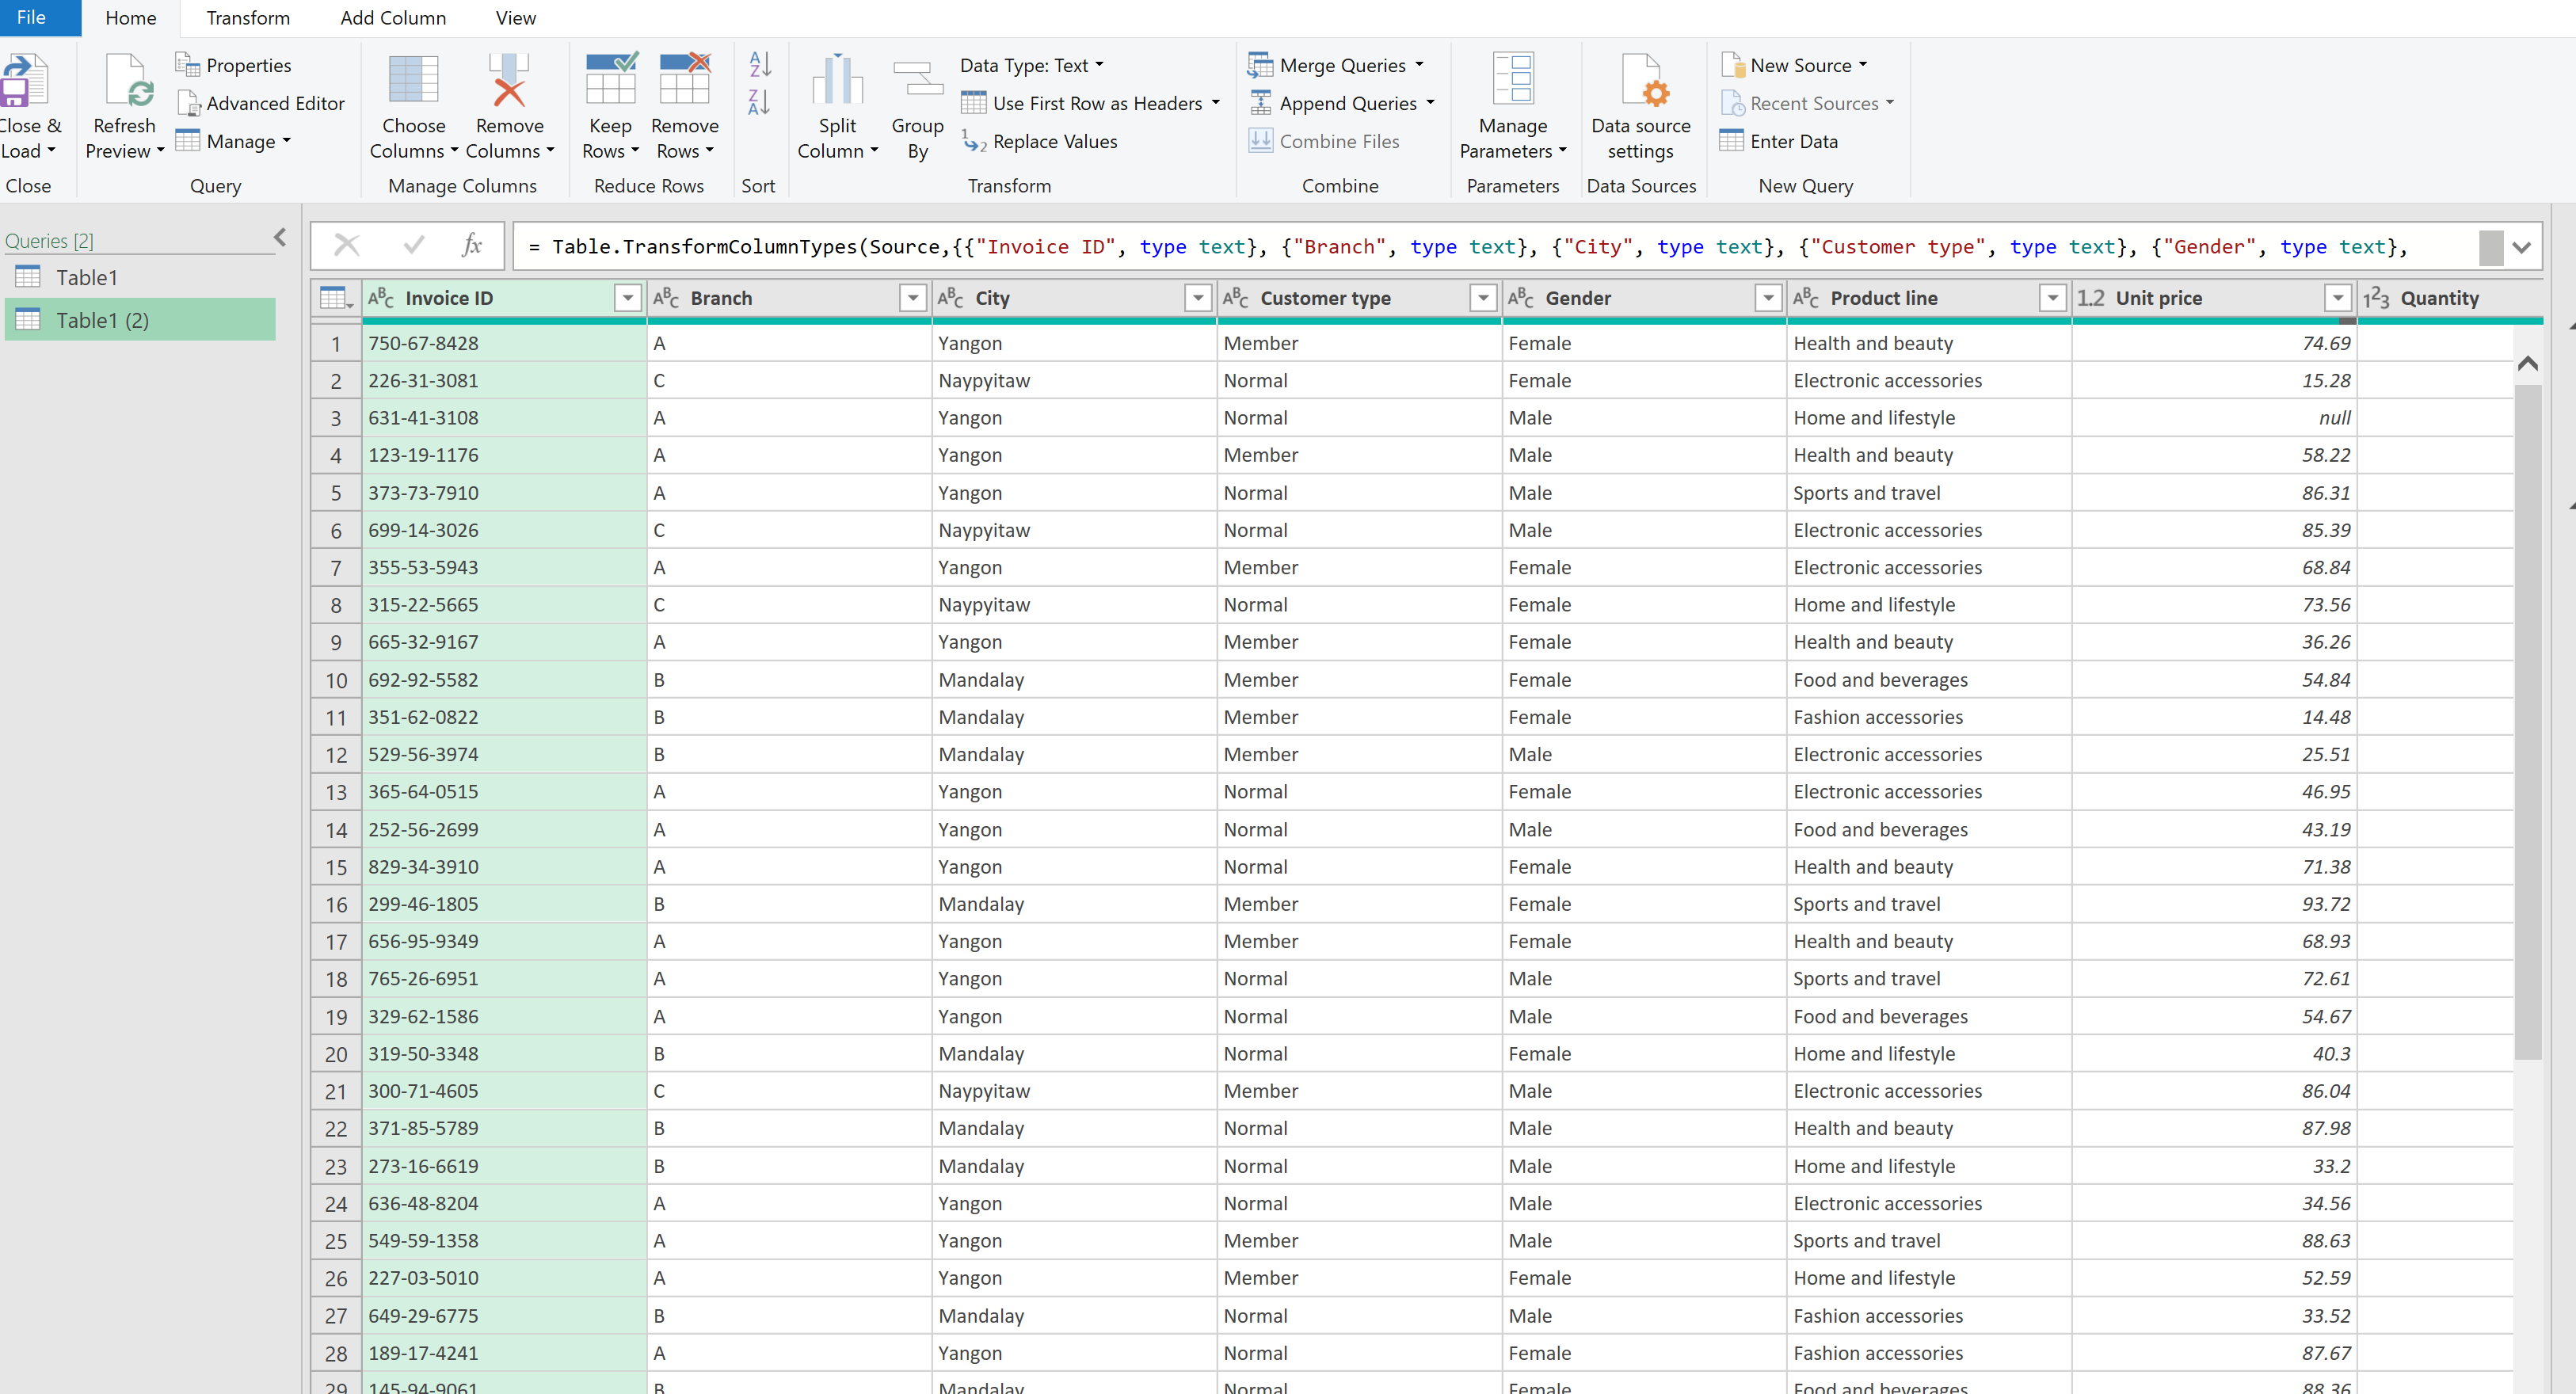 File Home Transform Add Column View
Close & Load
Refresh Preview
Properties
Advanced Editor
Manage
Choose Columns
Remove Columns
Keep Rows
Remove Rows
Split Column
Group By
Data Type: Text
Use First Row as Headers
Replace Values
Merge Queries
Append Queries
Combine Files
Manage Parameters
Data source settings
New Source
Recent Sources
Enter Data
Close Query Manage Columns Reduce Rows Sort Transform Combine Parameters Data Sources New Query
Queries [2]
Table1
Table1 (2)
fx = Table.TransformColumnTypes(Source,{{"Invoice ID", type text}, {"Branch", type text}, {"City", type text}, {"Customer type", type text}, {"Gender", type text},
ABC Invoice ID ABC Branch ABC City ABC Customer type ABC Gender ABC Product line 1.2 Unit price 123 Quantity
1 750-67-8428 A Yangon Member Female Health and beauty 74.69
2 226-31-3081 C Naypyitaw Normal Female Electronic accessories 15.28
3 631-41-3108 A Yangon Normal Male Home and lifestyle null
4 123-19-1176 A Yangon Member Male Health and beauty 58.22
5 373-73-7910 A Yangon Normal Male Sports and travel 86.31
6 699-14-3026 C Naypyitaw Normal Male Electronic accessories 85.39
7 355-53-5943 A Yangon Member Female Electronic accessories 68.84
8 315-22-5665 C Naypyitaw Normal Female Home and lifestyle 73.56
9 665-32-9167 A Yangon Member Female Health and beauty 36.26
10 692-92-5582 B Mandalay Member Female Food and beverages 54.84
11 351-62-0822 B Mandalay Member Female Fashion accessories 14.48
12 529-56-3974 B Mandalay Member Male Electronic accessories 25.51
13 365-64-0515 A Yangon Normal Female Electronic accessories 46.95
14 252-56-2699 A Yangon Normal Male Food and beverages 43.19
15 829-34-3910 A Yangon Normal Female Health and beauty 71.38
16 299-46-1805 B Mandalay Member Female Sports and travel 93.72
17 656-95-9349 A Yangon Member Female Health and beauty 68.93
18 765-26-6951 A Yangon Normal Male Sports and travel 72.61
19 329-62-1586 A Yangon Normal Male Food and beverages 54.67
20 319-50-3348 B Mandalay Normal Female Home and lifestyle 40.3
21 300-71-4605 C Naypyitaw Member Male Electronic accessories 86.04
22 371-85-5789 B Mandalay Normal Male Health and beauty 87.98
23 273-16-6619 B Mandalay Normal Male Home and lifestyle 33.2
24 636-48-8204 A Yangon Normal Male Electronic accessories 34.56
25 549-59-1358 A Yangon Member Male Sports and travel 88.63
26 227-03-5010 A Yangon Member Female Home and lifestyle 52.59
27 649-29-6775 B Mandalay Normal Male Fashion accessories 33.52
28 189-17-4241 A Yangon Normal Female Fashion accessories 87.67
29 145-94-9061 B Mandalay Normal Female Food and beverages 88.36